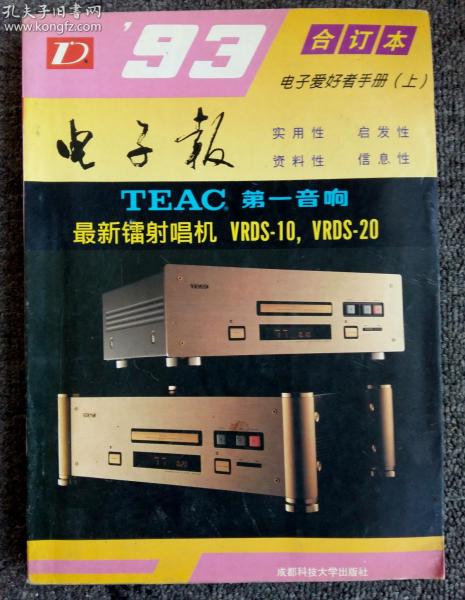 孔夫子旧书网
www.kongfz.com
D
'93
合订本
电子爱好者手册(上)
电子报
实用性 启发性
资料性 信息性
TEAC 第一音响
最新镭射唱机 VRDS-10, VRDS-20
TEAC
TEAC
成都科技大学出版社